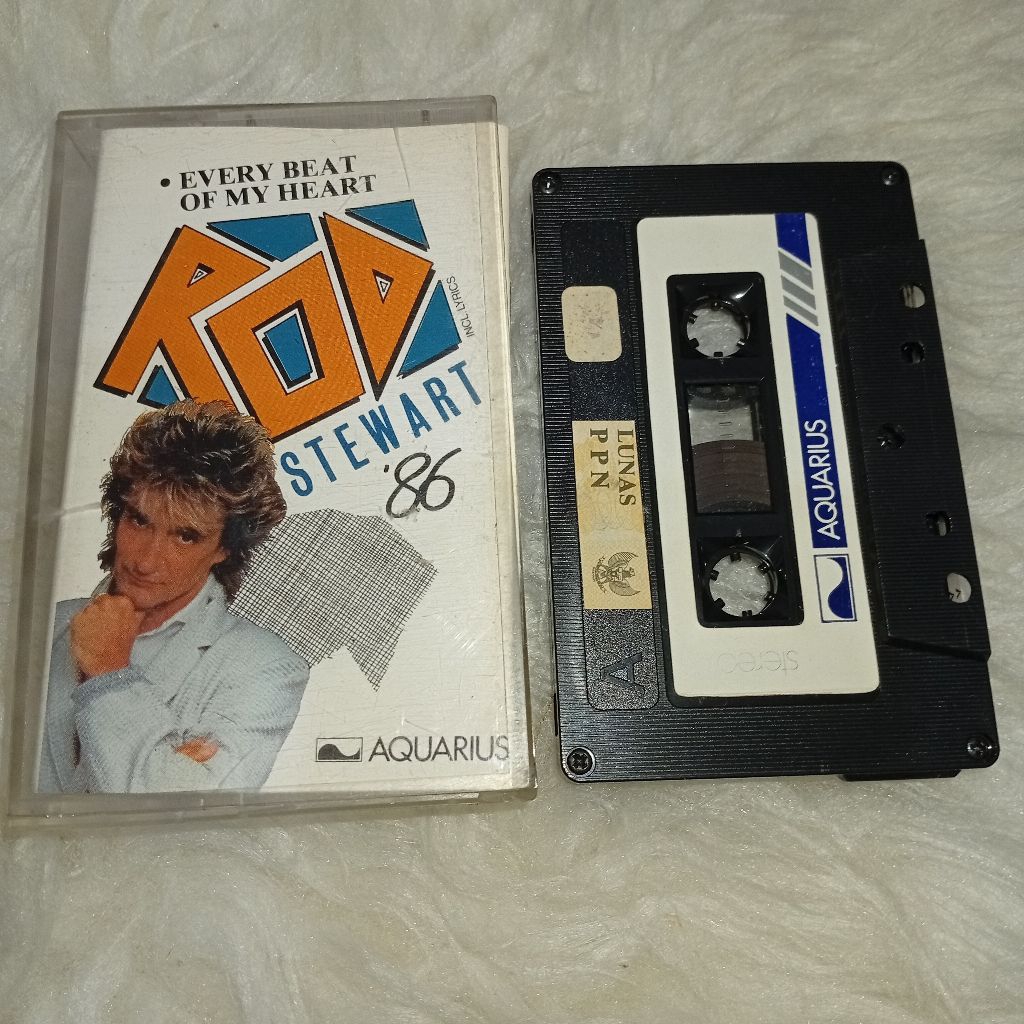 • EVERY BEAT
OF MY HEART
ROD
INCL. LYRICS
STEWART
'86
AQUARIUS
LUNAS
PPN
A
AQUARIUS
stereo